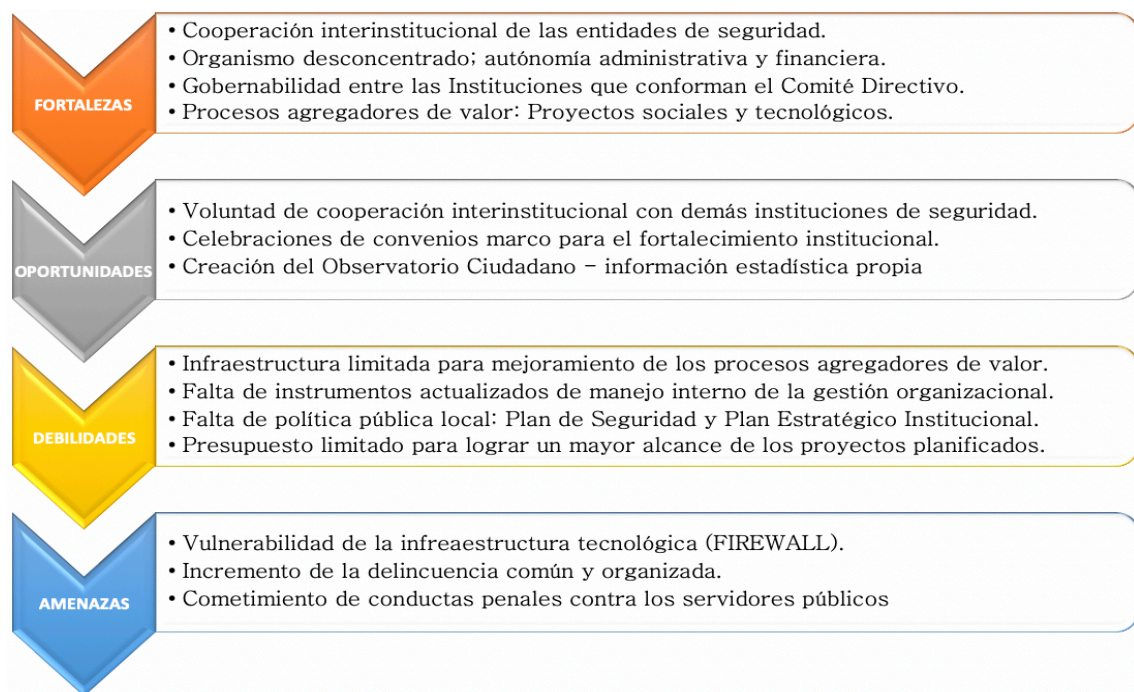 FORTALEZAS
• Cooperación interinstitucional de las entidades de seguridad.
• Organismo desconcentrado; autónomía administrativa y financiera.
• Gobernabilidad entre las Instituciones que conforman el Comité Directivo.
• Procesos agregadores de valor: Proyectos sociales y tecnológicos.
OPORTUNIDADES
• Voluntad de cooperación interinstitucional con demás instituciones de seguridad.
• Celebraciones de convenios marco para el fortalecimiento institucional.
• Creación del Observatorio Ciudadano - información estadística propia
DEBILIDADES
• Infraestructura limitada para mejoramiento de los procesos agregadores de valor.
• Falta de instrumentos actualizados de manejo interno de la gestión organizacional.
• Falta de política pública local: Plan de Seguridad y Plan Estratégico Institucional.
• Presupuesto limitado para lograr un mayor alcance de los proyectos planificados.
AMENAZAS
• Vulnerabilidad de la infreaestructura tecnológica (FIREWALL).
• Incremento de la delincuencia común y organizada.
• Cometimiento de conductas penales contra los servidores públicos